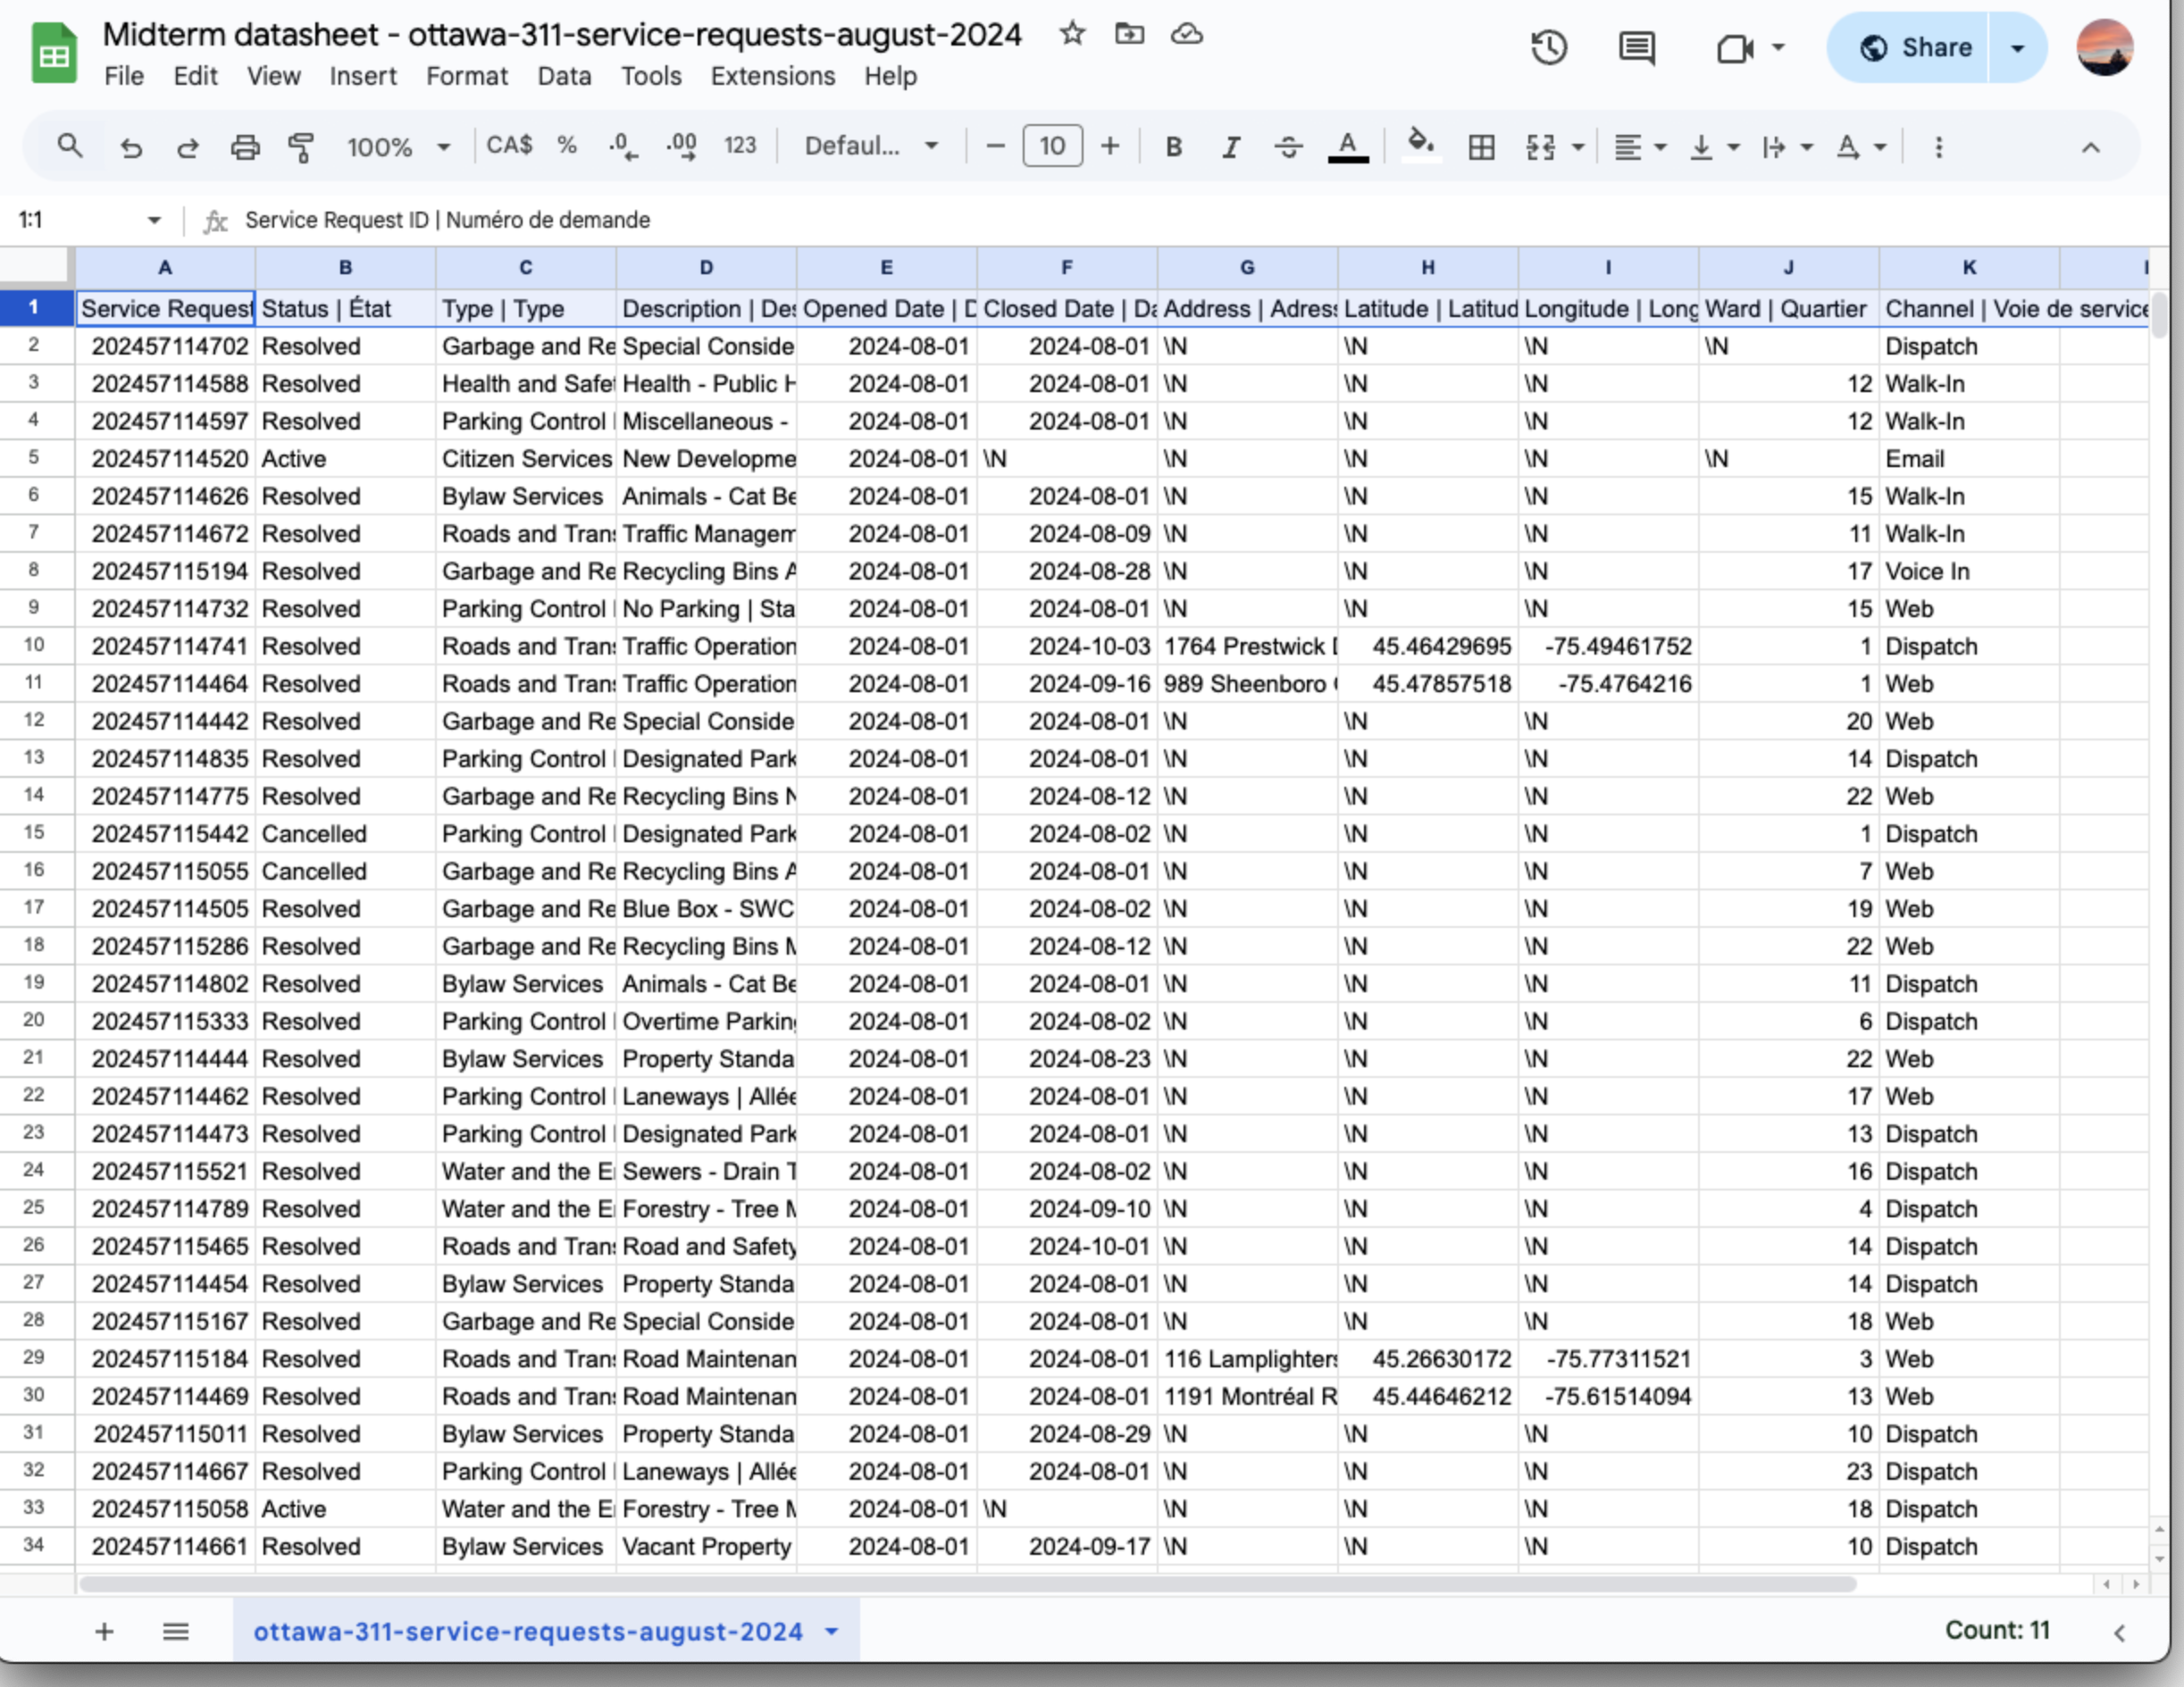 Midterm datasheet - ottawa-311-service-requests-august-2024
File Edit View Insert Format Data Tools Extensions Help
Share
100% CA$ % .0 .00 123 Defaul... 10 B I A A
1:1 fx Service Request ID | Numéro de demande
A B C D E F G H I J K
1 Service Request Status | État Type | Type Description | Des Opened Date | D Closed Date | Da Address | Adress Latitude | Latitud Longitude | Long Ward | Quartier Channel | Voie de service
2 202457114702 Resolved Garbage and Re Special Conside 2024-08-01 2024-08-01 \N \N \N \N Dispatch
3 202457114588 Resolved Health and Safet Health - Public H 2024-08-01 2024-08-01 \N \N \N 12 Walk-In
4 202457114597 Resolved Parking Control Miscellaneous - 2024-08-01 2024-08-01 \N \N \N 12 Walk-In
5 202457114520 Active Citizen Services New Developme 2024-08-01 \N \N \N \N \N Email
6 202457114626 Resolved Bylaw Services Animals - Cat Be 2024-08-01 2024-08-01 \N \N \N 15 Walk-In
7 202457114672 Resolved Roads and Trans Traffic Managem 2024-08-01 2024-08-09 \N \N \N 11 Walk-In
8 202457115194 Resolved Garbage and Re Recycling Bins A 2024-08-01 2024-08-28 \N \N \N 17 Voice In
9 202457114732 Resolved Parking Control No Parking | Sta 2024-08-01 2024-08-01 \N \N \N 15 Web
10 202457114741 Resolved Roads and Trans Traffic Operation 2024-08-01 2024-10-03 1764 Prestwick D 45.46429695 -75.49461752 1 Dispatch
11 202457114464 Resolved Roads and Trans Traffic Operation 2024-08-01 2024-09-16 989 Sheenboro 45.47857518 -75.4764216 1 Web
12 202457114442 Resolved Garbage and Re Special Conside 2024-08-01 2024-08-01 \N \N \N 20 Web
13 202457114835 Resolved Parking Control Designated Park 2024-08-01 2024-08-01 \N \N \N 14 Dispatch
14 202457114775 Resolved Garbage and Re Recycling Bins N 2024-08-01 2024-08-12 \N \N \N 22 Web
15 202457115442 Cancelled Parking Control Designated Park 2024-08-01 2024-08-02 \N \N \N 1 Dispatch
16 202457115055 Cancelled Garbage and Re Recycling Bins A 2024-08-01 2024-08-01 \N \N \N 7 Web
17 202457114505 Resolved Garbage and Re Blue Box - SWC 2024-08-01 2024-08-02 \N \N \N 19 Web
18 202457115286 Resolved Garbage and Re Recycling Bins M 2024-08-01 2024-08-12 \N \N \N 22 Web
19 202457114802 Resolved Bylaw Services Animals - Cat Be 2024-08-01 2024-08-01 \N \N \N 11 Dispatch
20 202457115333 Resolved Parking Control Overtime Parking 2024-08-01 2024-08-02 \N \N \N 6 Dispatch
21 202457114444 Resolved Bylaw Services Property Standa 2024-08-01 2024-08-23 \N \N \N 22 Web
22 202457114462 Resolved Parking Control Laneways | Allée 2024-08-01 2024-08-01 \N \N \N 17 Web
23 202457114473 Resolved Parking Control Designated Park 2024-08-01 2024-08-01 \N \N \N 13 Dispatch
24 202457115521 Resolved Water and the E Sewers - Drain T 2024-08-01 2024-08-02 \N \N \N 16 Dispatch
25 202457114789 Resolved Water and the E Forestry - Tree M 2024-08-01 2024-09-10 \N \N \N 4 Dispatch
26 202457115465 Resolved Roads and Trans Road and Safety 2024-08-01 2024-10-01 \N \N \N 14 Dispatch
27 202457114454 Resolved Bylaw Services Property Standa 2024-08-01 2024-08-01 \N \N \N 14 Dispatch
28 202457115167 Resolved Garbage and Re Special Conside 2024-08-01 2024-08-01 \N \N \N 18 Web
29 202457115184 Resolved Roads and Trans Road Maintenan 2024-08-01 2024-08-01 116 Lamplighters 45.26630172 -75.77311521 3 Web
30 202457114469 Resolved Roads and Trans Road Maintenan 2024-08-01 2024-08-01 1191 Montréal R 45.44646212 -75.61514094 13 Web
31 202457115011 Resolved Bylaw Services Property Standa 2024-08-01 2024-08-29 \N \N \N 10 Dispatch
32 202457114667 Resolved Parking Control Laneways | Allée 2024-08-01 2024-08-01 \N \N \N 23 Dispatch
33 202457115058 Active Water and the E Forestry - Tree M 2024-08-01 \N \N \N \N 18 Dispatch
34 202457114661 Resolved Bylaw Services Vacant Property 2024-08-01 2024-09-17 \N \N \N 10 Dispatch
ottawa-311-service-requests-august-2024 Count: 11